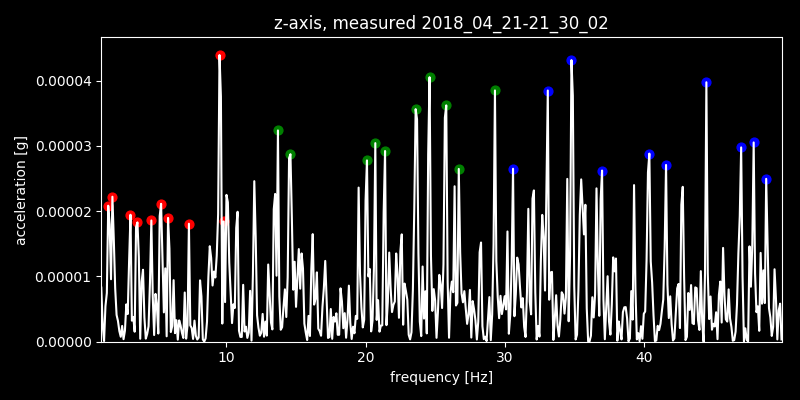 z-axis, measured 2018_04_21-21_30_02
0.00004
0.00003
0.00002
0.00001
0.00000
acceleration [g]
10 20 30 40
frequency [Hz]